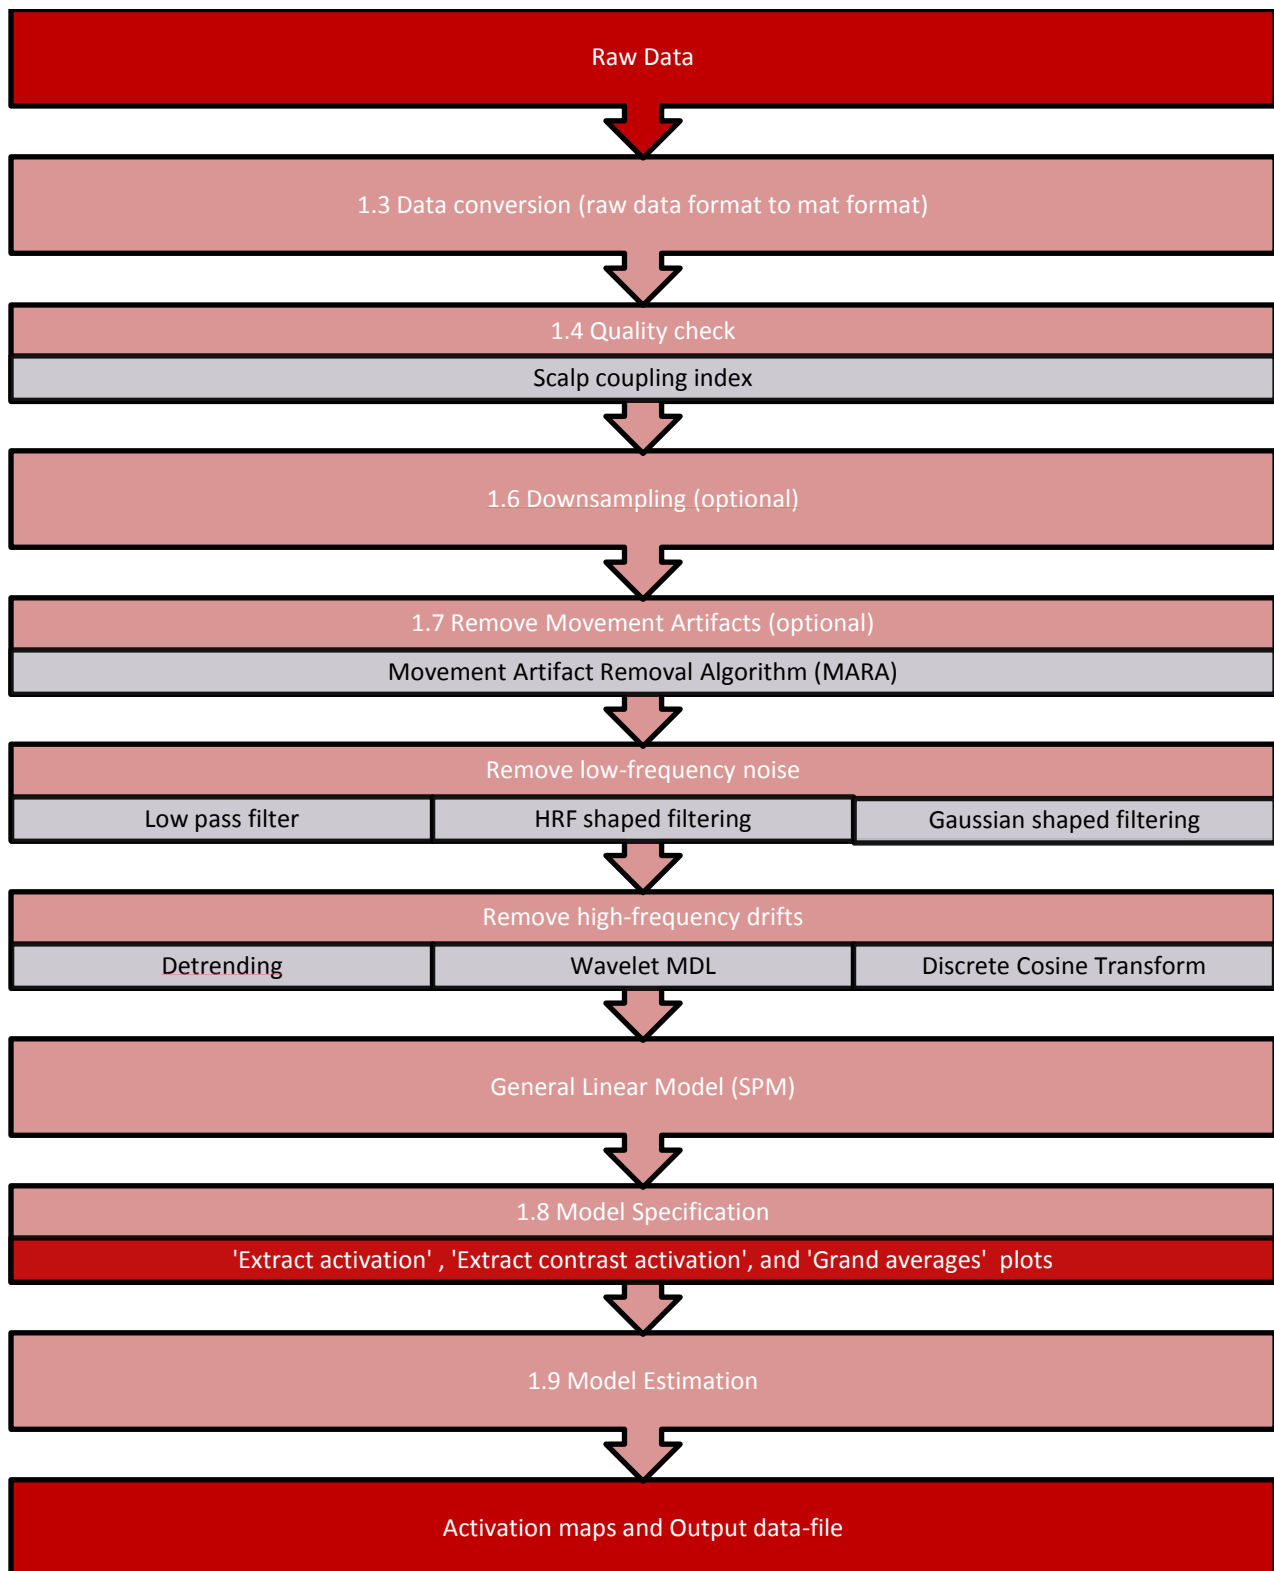 Raw Data
1.3 Data conversion (raw data format to mat format)
1.4 Quality check
Scalp coupling index
1.6 Downsampling (optional)
1.7 Remove Movement Artifacts (optional)
Movement Artifact Removal Algorithm (MARA)
Remove low-frequency noise
Low pass filter
HRF shaped filtering
Gaussian shaped filtering
Remove high-frequency drifts
Detrending
Wavelet MDL
Discrete Cosine Transform
General Linear Model (SPM)
1.8 Model Specification
'Extract activation' , 'Extract contrast activation', and 'Grand averages'  plots
1.9 Model Estimation
Activation maps and Output data-file